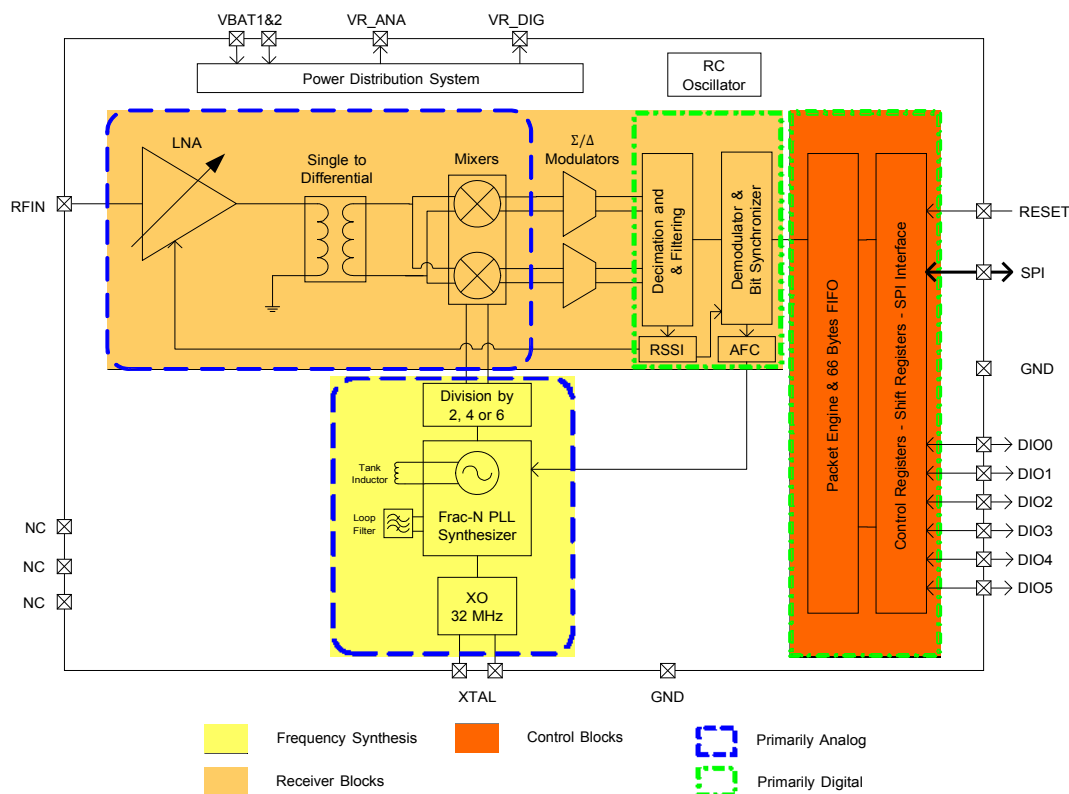 VBAT1&2
VR_ANA
VR_DIG
Power Distribution System
RC
Oscillator
LNA
Single to
Differential
Mixers
Σ/Δ
Modulators
Decimation and
& Filtering
Demodulator &
Bit Synchronizer
RSSI
AFC
Packet Engine & 66 Bytes FIFO
Control Registers - Shift Registers - SPI Interface
RFIN
RESET
SPI
GND
DIO0
DIO1
DIO2
DIO3
DIO4
DIO5
Division by
2, 4 or 6
Tank
Inductor
Loop
Filter
Frac-N PLL
Synthesizer
XO
32 MHz
NC
NC
NC
XTAL
GND
Frequency Synthesis
Control Blocks
Primarily Analog
Receiver Blocks
Primarily Digital